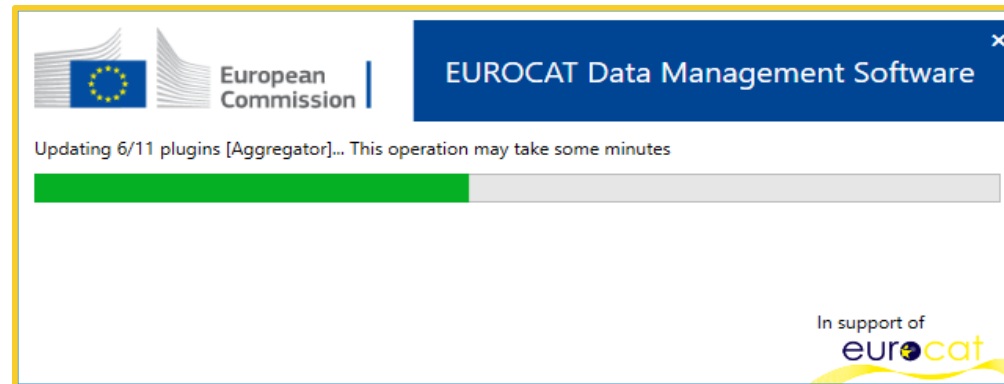 European
Commission
EUROCAT Data Management Software
×
Updating 6/11 plugins [Aggregator]... This operation may take some minutes
In support of
eurocat